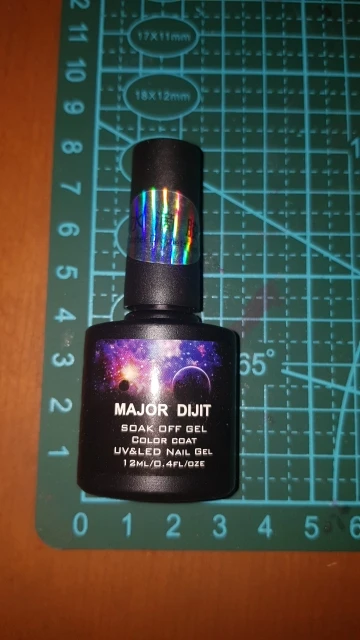 12
11
10
9
8
7
6
5
4
3
2
1
17X11mm
18X12mm
65°
MAJOR DIJIT
SOAK OFF GEL
COLOR COAT
UV&LED NAIL GEL
12ML/0.4FL/OZE
0 1 2 3 4 5 6